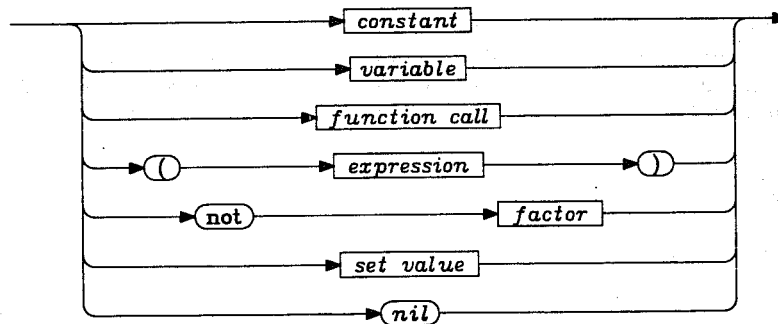 constant
variable
function call
( expression )
not factor
set value
nil